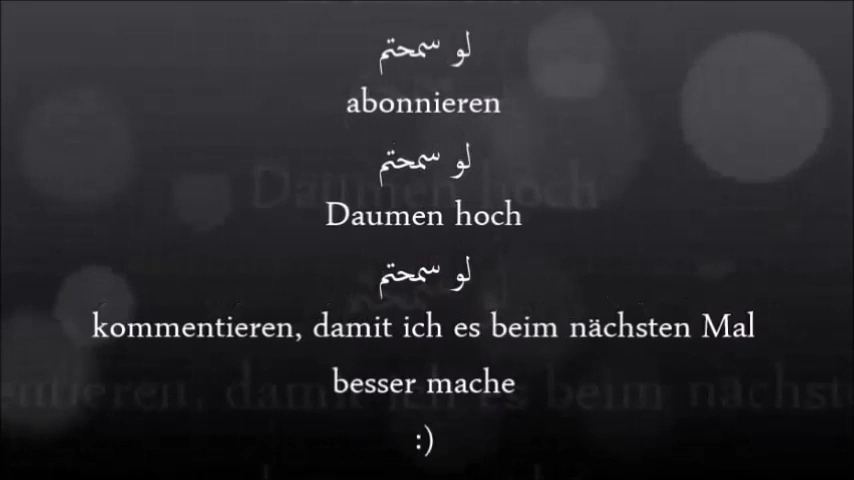 لو سمحتم
abonnieren
لو سمحتم
Daumen hoch
لو سمحتم
kommentieren, damit ich es beim nächsten Mal
besser mache
:)